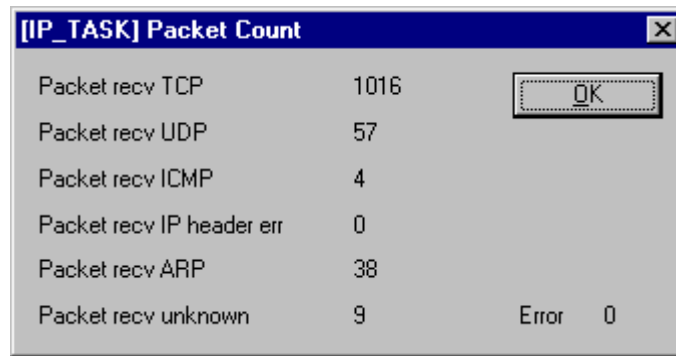 [IP_TASK] Packet Count
Packet recv TCP 1016 OK
Packet recv UDP 57
Packet recv ICMP 4
Packet recv IP header err 0
Packet recv ARP 38
Packet recv unknown 9 Error 0